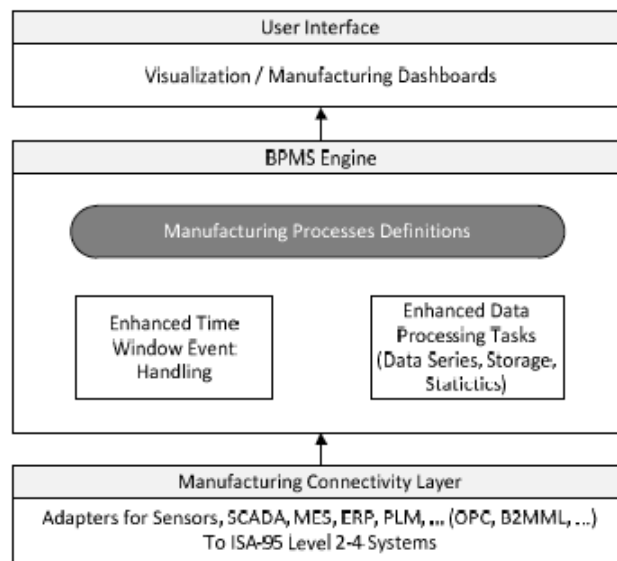 User Interface
Visualization / Manufacturing Dashboards
BPMS Engine
Manufacturing Processes Definitions
Enhanced Time
Window Event
Handling
Enhanced Data
Processing Tasks
(Data Series, Storage,
Statictics)
Manufacturing Connectivity Layer
Adapters for Sensors, SCADA, MES, ERP, PLM, ... (OPC, B2MML, ...)
To ISA-95 Level 2-4 Systems